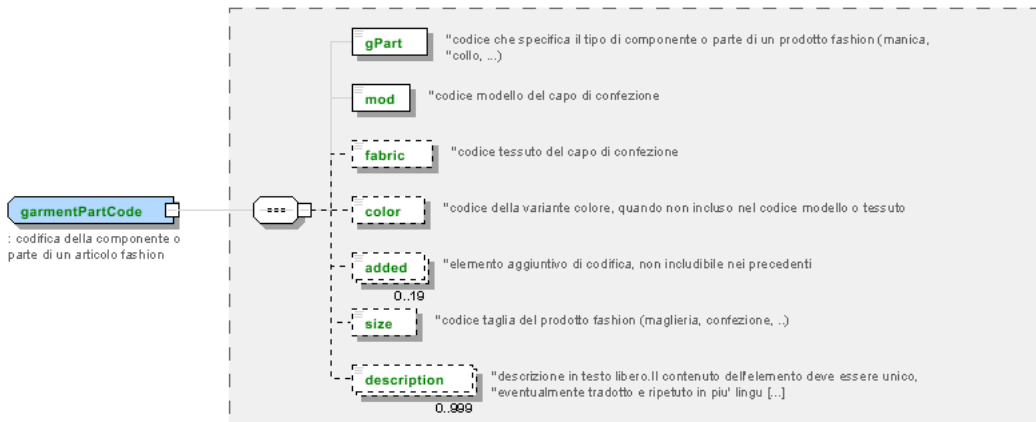 gPart
"codice che specifica il tipo di componente o parte di un prodotto fashion (manica,
"collo, ...)
mod
"codice modello del capo di confezione
fabric
"codice tessuto del capo di confezione
garmentPartCode
: codifica della componente o
parte di un articolo fashion
color
"codice della variante colore, quando non incluso nel codice modello o tessuto
added
"elemento aggiuntivo di codifica, non includibile nei precedenti
0..19
size
"codice taglia del prodotto fashion (maglieria, confezione, ..)
description
"descrizione in testo libero.Il contenuto dell'elemento deve essere unico,
"eventualmente tradotto e ripetuto in piu' lingu [...]
0..999